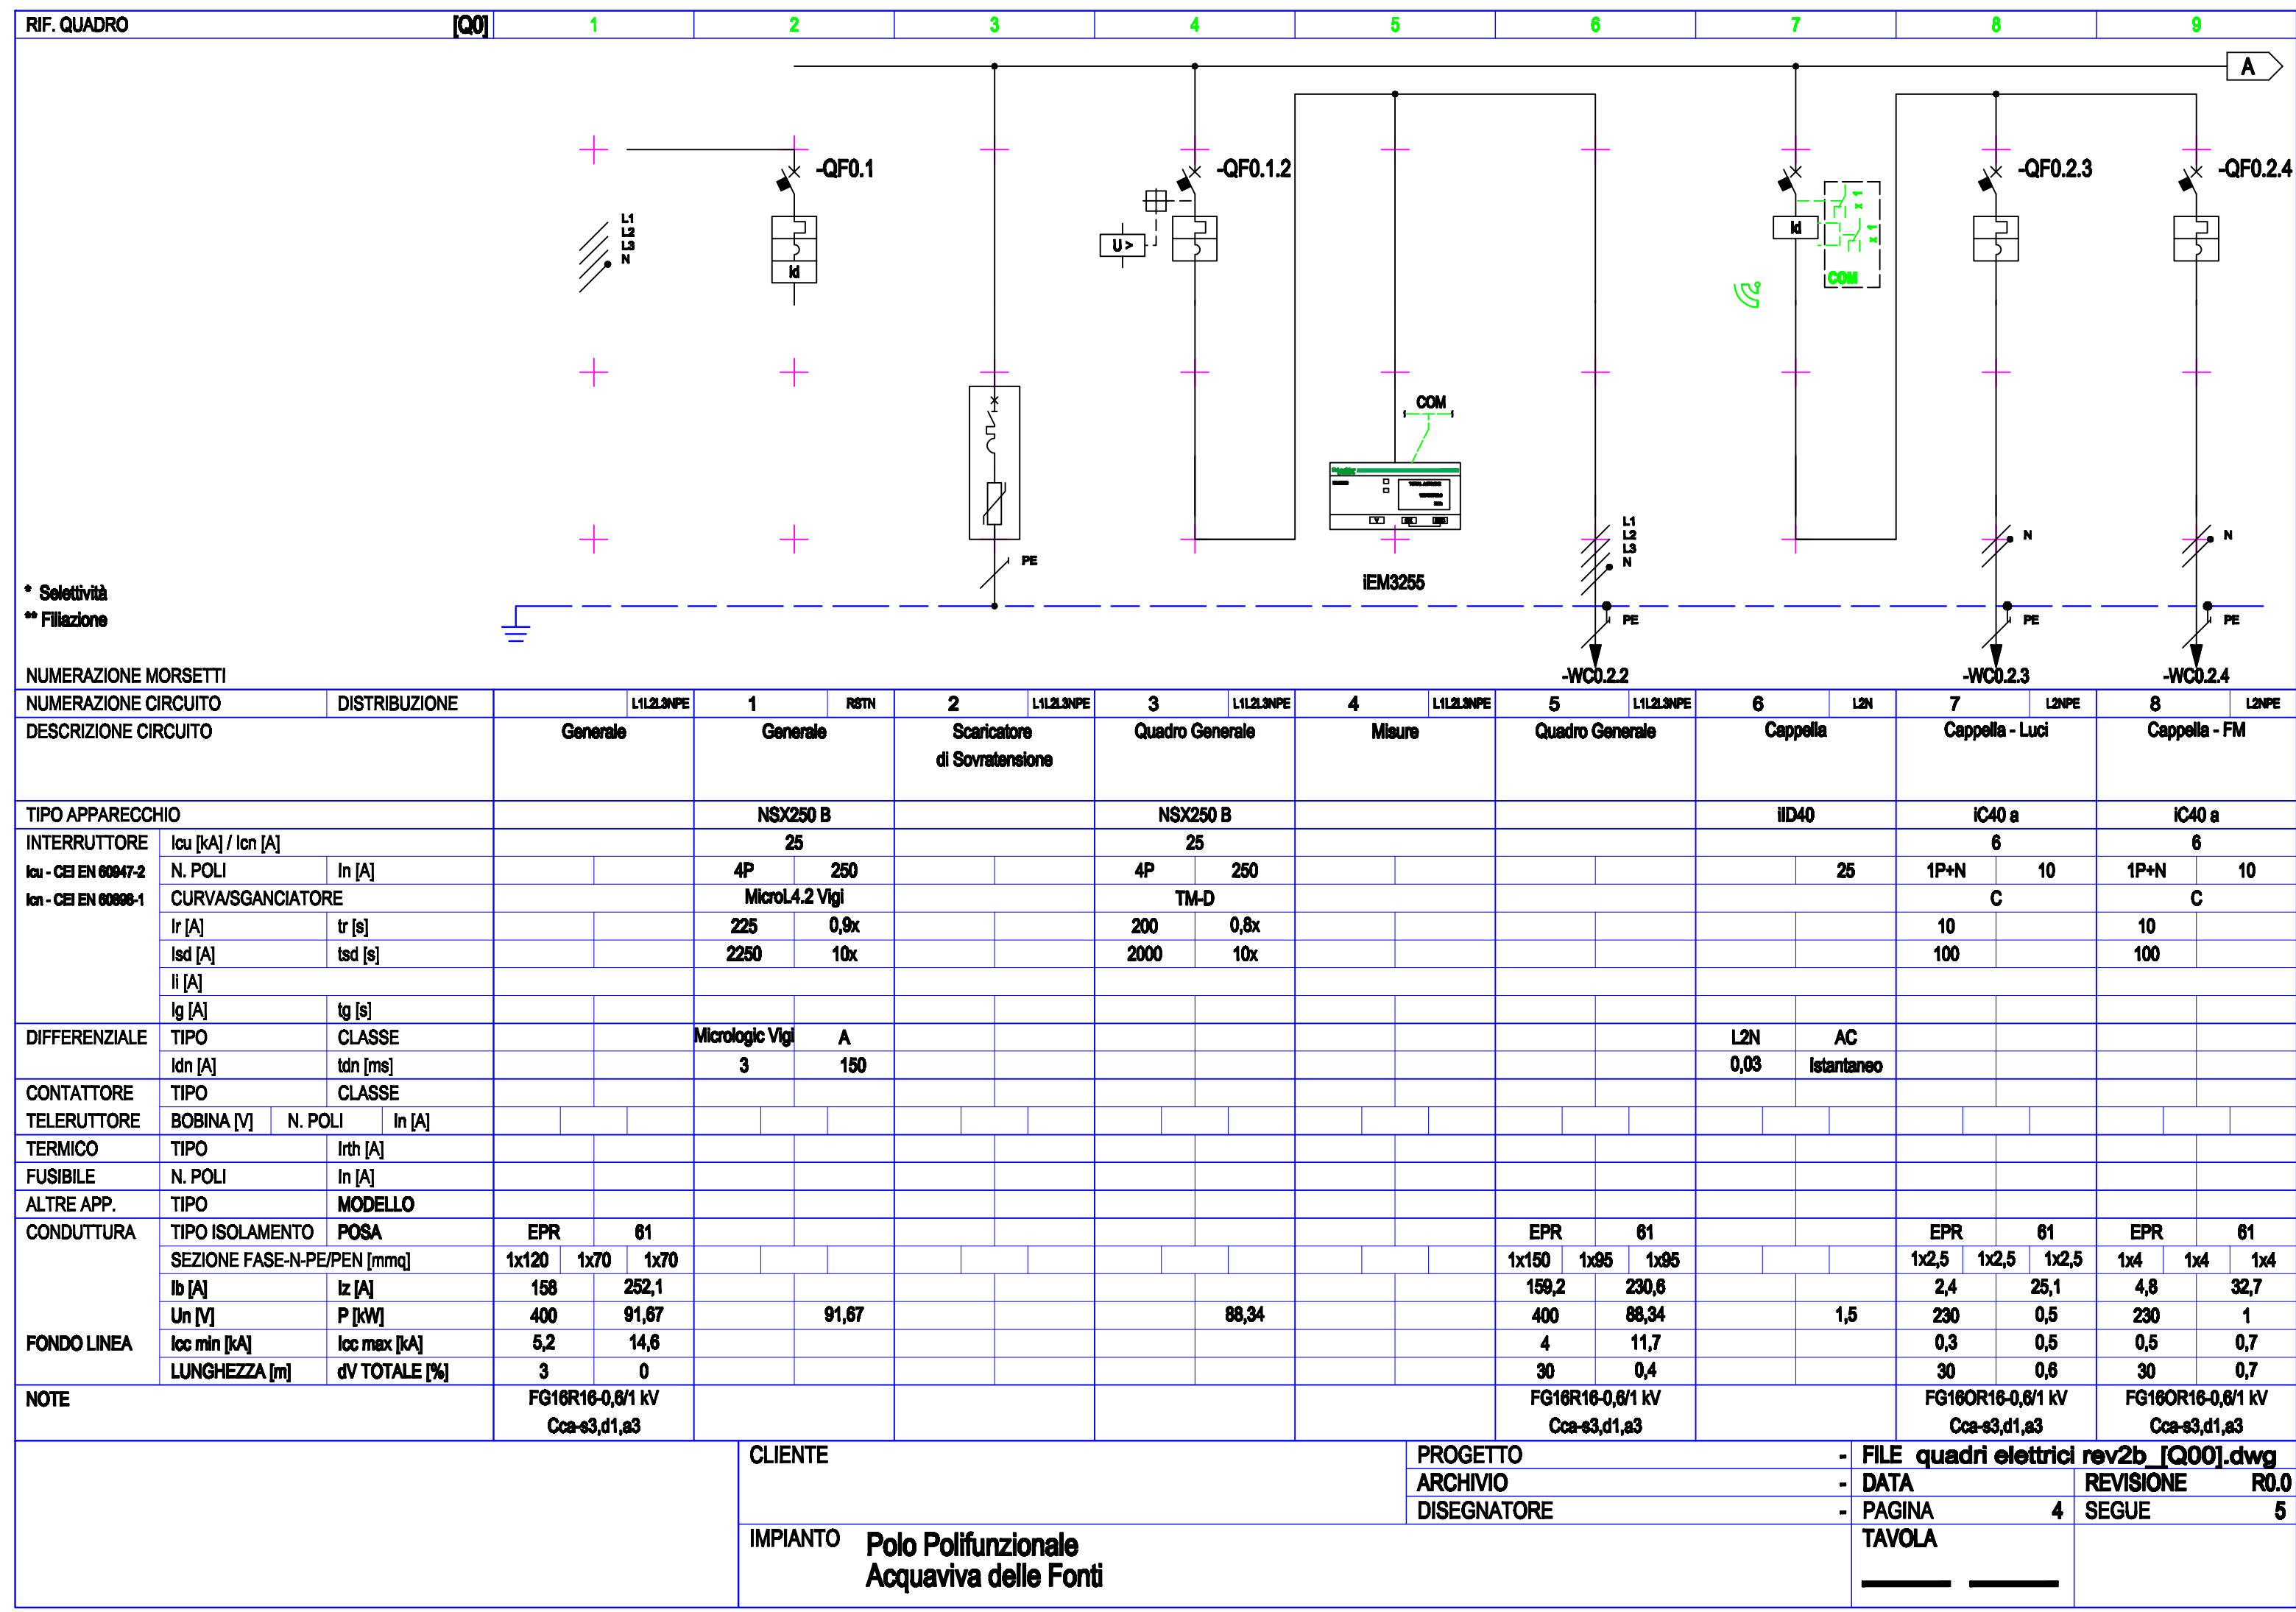 RIF. QUADRO [Q0] 1 2 3 4 5 6 7 8 9
A
-QF0.1 -QF0.1.2 -QF0.2.3 -QF0.2.4
L1
L2
L3
N
Id
U >
Id
x 1
x 1
COM
COM
iEM3255
PE
L1
L2
L3
N
N
N
PE
PE
PE
* Selettività
** Filiazione
NUMERAZIONE MORSETTI -WC0.2.2 -WC0.2.3 -WC0.2.4
NUMERAZIONE CIRCUITO DISTRIBUZIONE L1L2L3NPE 1 RSTN 2 L1L2L3NPE 3 L1L2L3NPE 4 L1L2L3NPE 5 L1L2L3NPE 6 L2N 7 L2NPE 8 L2NPE
DESCRIZIONE CIRCUITO Generale Generale Scaricatore Quadro Generale Misure Quadro Generale Cappella Cappella - Luci Cappella - FM
di Sovratensione
TIPO APPARECCHIO NSX250 B NSX250 B iID40 iC40 a iC40 a
INTERRUTTORE Icu [kA] / Icn [A] 25 25 6 6
Icu - CEI EN 60947-2 N. POLI In [A] 4P 250 4P 250 25 1P+N 10 1P+N 10
Icn - CEI EN 60898-1 CURVA/SGANCIATORE MicroL4.2 Vigi TM-D C C
Ir [A] tr [s] 225 0,9x 200 0,8x 10 10
Isd [A] tsd [s] 2250 10x 2000 10x 100 100
Ii [A]
Ig [A] tg [s]
DIFFERENZIALE TIPO CLASSE Micrologic Vigi A L2N AC
Idn [A] tdn [ms] 3 150 0,03 Istantaneo
CONTATTORE TIPO CLASSE
TELERUTTORE BOBINA [V] N. POLI In [A]
TERMICO TIPO Irth [A]
FUSIBILE N. POLI In [A]
ALTRE APP. TIPO MODELLO
CONDUTTURA TIPO ISOLAMENTO POSA EPR 61 EPR 61 EPR 61 EPR 61
SEZIONE FASE-N-PE/PEN [mmq] 1x120 1x70 1x70 1x150 1x95 1x95 1x2,5 1x2,5 1x2,5 1x4 1x4 1x4
Ib [A] Iz [A] 158 252,1 159,2 230,6 2,4 25,1 4,8 32,7
Un [V] P [kW] 400 91,67 91,67 88,34 400 88,34 1,5 230 0,5 230 1
FONDO LINEA Icc min [kA] Icc max [kA] 5,2 14,6 4 11,7 0,3 0,5 0,5 0,7
LUNGHEZZA [m] dV TOTALE [%] 3 0 30 0,4 30 0,6 30 0,7
NOTE FG16R16-0,6/1 kV FG16R16-0,6/1 kV FG16OR16-0,6/1 kV FG16OR16-0,6/1 kV
Cca-s3,d1,a3 Cca-s3,d1,a3 Cca-s3,d1,a3 Cca-s3,d1,a3
CLIENTE PROGETTO - FILE quadri elettrici rev2b_[Q00].dwg
ARCHIVIO - DATA REVISIONE R0.0
DISEGNATORE - PAGINA 4 SEGUE 5
IMPIANTO Polo Polifunzionale TAVOLA
Acquaviva delle Fonti